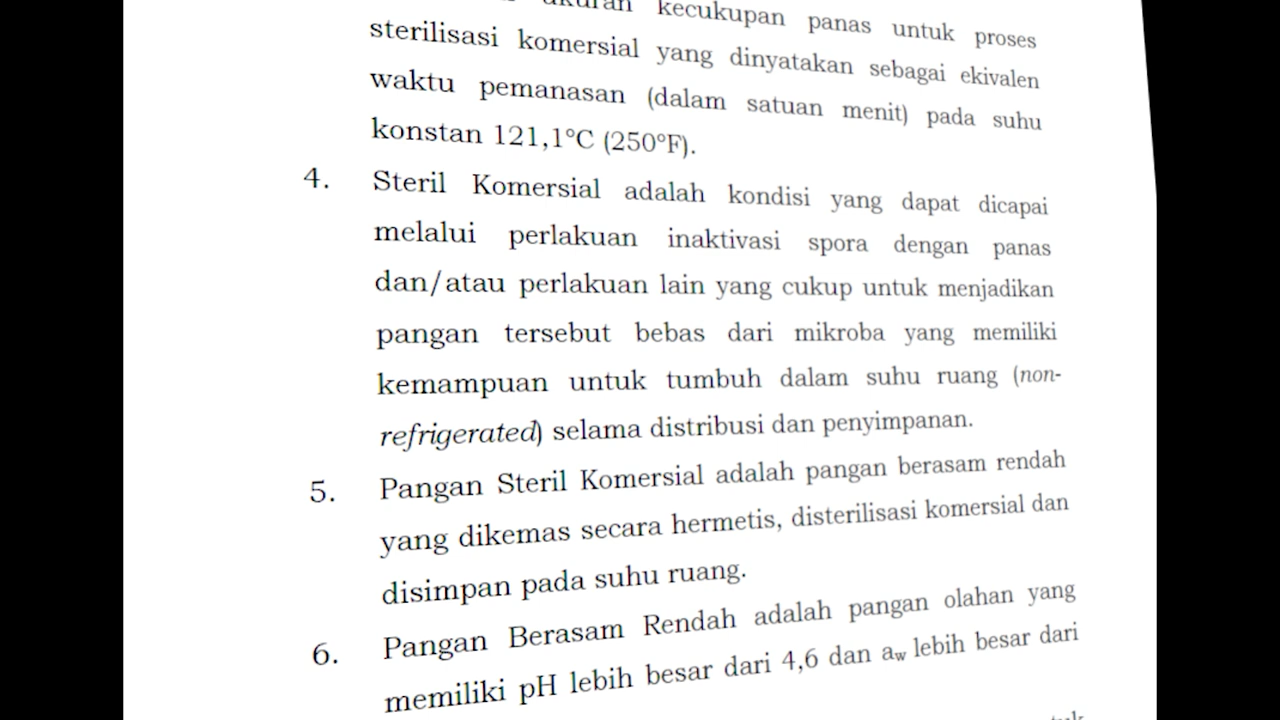 ukuran kecukupan panas untuk proses
sterilisasi komersial yang dinyatakan sebagai ekivalen
waktu pemanasan (dalam satuan menit) pada suhu
konstan 121,1°C (250°F).
4. Steril Komersial adalah kondisi yang dapat dicapai
melalui perlakuan inaktivasi spora dengan panas
dan/atau perlakuan lain yang cukup untuk menjadikan
pangan tersebut bebas dari mikroba yang memiliki
kemampuan untuk tumbuh dalam suhu ruang (non-
refrigerated) selama distribusi dan penyimpanan.
5. Pangan Steril Komersial adalah pangan berasam rendah
yang dikemas secara hermetis, disterilisasi komersial dan
disimpan pada suhu ruang.
6. Pangan Berasam Rendah adalah pangan olahan yang
memiliki pH lebih besar dari 4,6 dan aw lebih besar dari